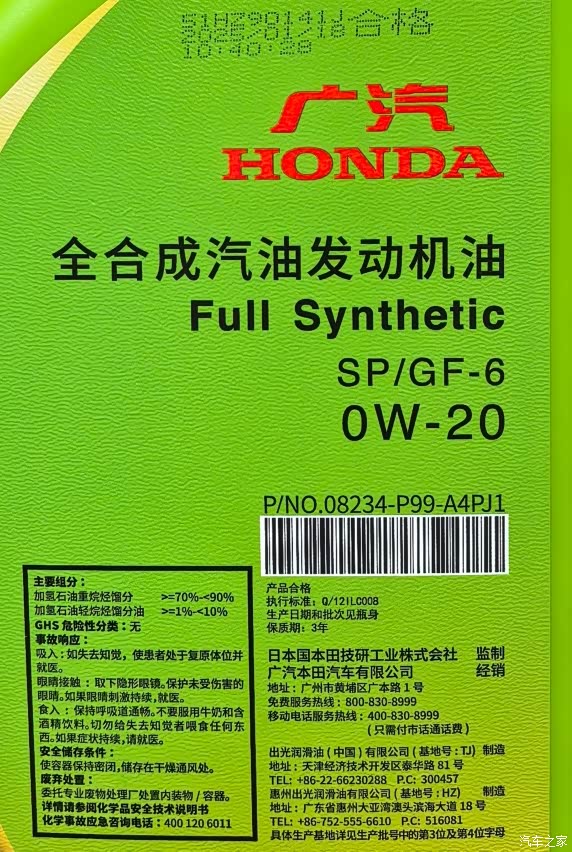 51HZ90141J 合格
2025/01/18
10:40:28
广汽
HONDA
全合成汽油发动机油
Full Synthetic
SP/GF-6
0W-20
P/NO.08234-P99-A4PJ1
主要组分：
加氢石油重烷烃馏分 >=70%-<90%
加氢石油轻烷烃馏分油 >=1%-<10%
GHS 危险性分类：无
事故响应：
吸入：如失去知觉，使患者处于复原体位并
就医。
眼睛接触：取下隐形眼镜。保护未受伤害的
眼睛。如果眼睛刺激持续，就医。
食入：保持呼吸道通畅。不要服用牛奶和含
酒精饮料。切勿给失去知觉者喂食任何东
西。如果症状持续，请就医。
安全储存条件：
使容器保持密闭，储存在干燥通风处。
废弃处置：
委托专业废物处理厂处置内装物／容器。
详情请参阅化学品安全技术说明书
化学事故应急咨询电话：400 120 6011
产品合格
执行标准：Q/12ILC008
生产日期和批次见瓶身
保质期：3年
日本国本田技研工业株式会社 监制
广汽本田汽车有限公司 经销
地址：广州市黄埔区广本路 1 号
免费服务热线：800-830-8999
移动电话服务热线：400-830-8999
（只需付市话通话费）
出光润滑油（中国）有限公司（基地号：TJ) 制造
地址：天津经济技术开发区泰华路 81 号
TEL: +86-22-66230288 P.C: 300457
惠州出光润滑油有限公司（基地号：HZ） 制造
地址：广东省惠州大亚湾澳头滨海大道 18 号
TEL: +86-752-555-6610 P.C: 516081
具体生产基地详见生产批号中的第3位及第4位字母
汽车之家